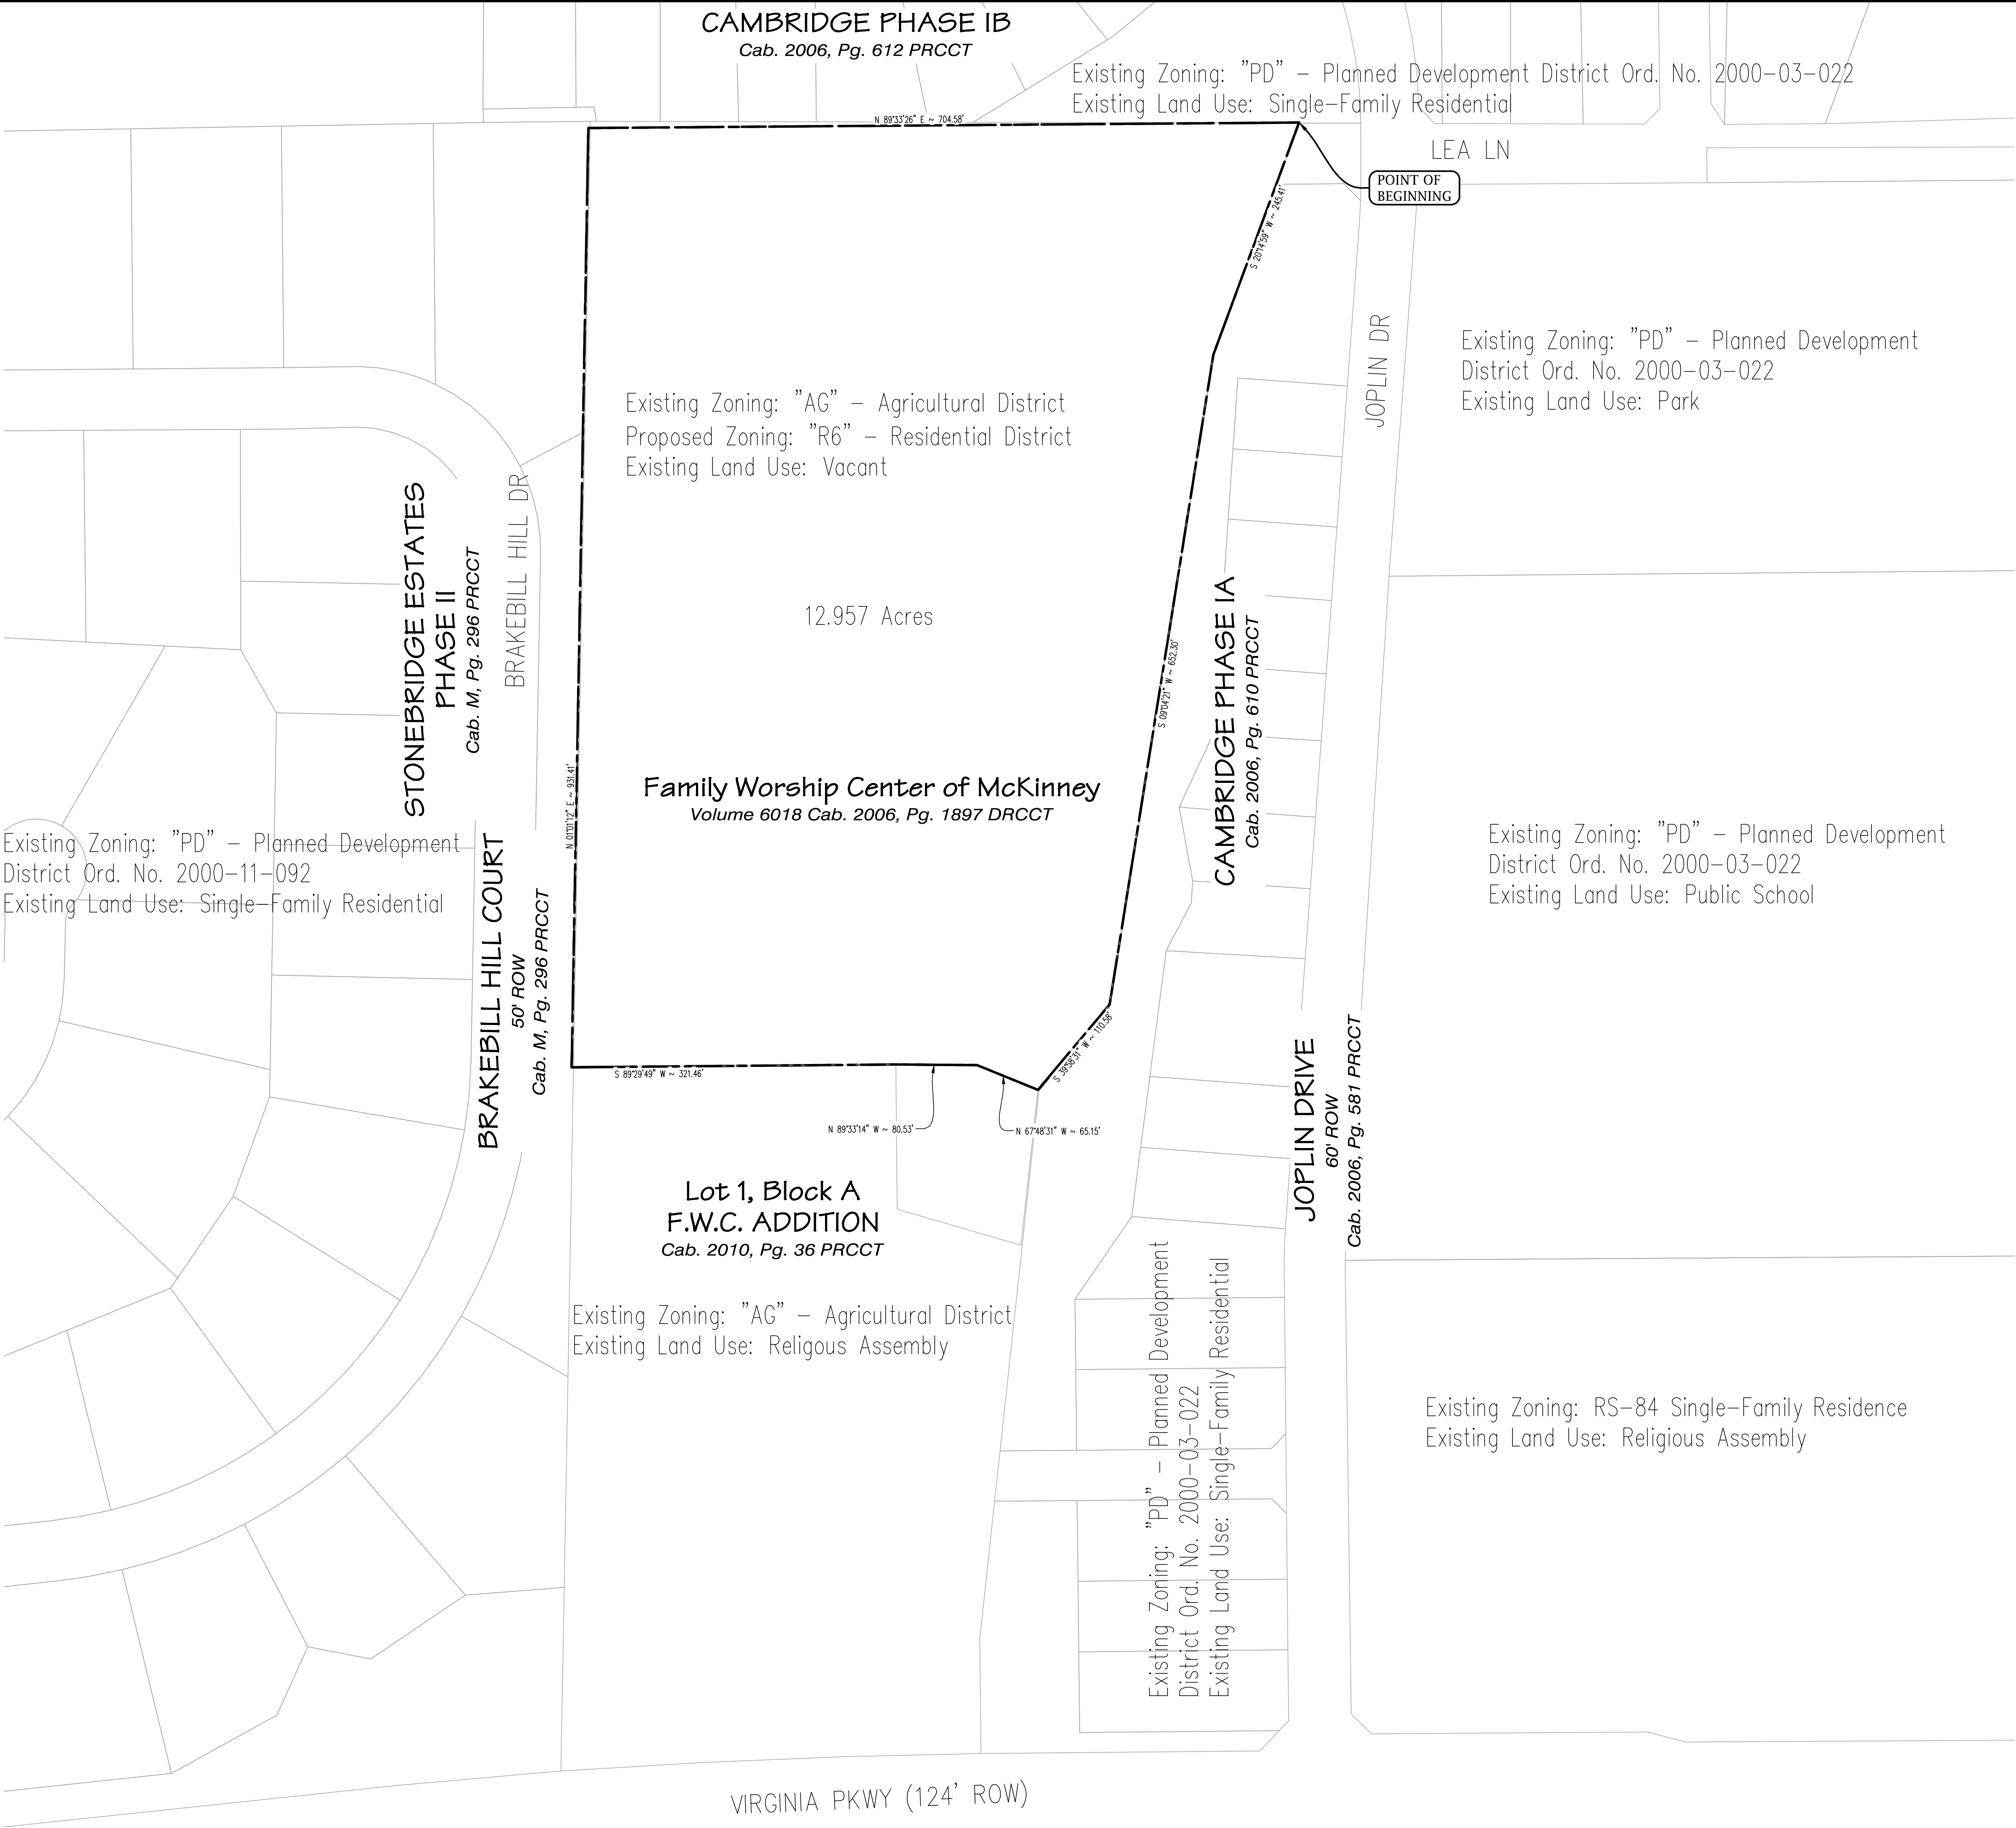 CAMBRIDGE PHASE IB
Cab. 2006, Pg. 612 PRCCT
Existing Zoning: "PD" - Planned Development District Ord. No. 2000-03-022
Existing Land Use: Single-Family Residential
N 89°33'26" E ~ 704.58'
LEA LN
POINT OF
BEGINNING
S 20°14'59" W ~ 245.41'
JOPLIN DR
Existing Zoning: "PD" - Planned Development
District Ord. No. 2000-03-022
Existing Land Use: Park
Existing Zoning: "AG" - Agricultural District
Proposed Zoning: "R6" - Residential District
Existing Land Use: Vacant
12.957 Acres
STONEBRIDGE ESTATES
PHASE II
Cab. M, Pg. 296 PRCCT
BRAKEBILL HILL DR
CAMBRIDGE PHASE IA
Cab. 2006, Pg. 610 PRCCT
S 09°04'21" W ~ 652.30'
N 01°01'12" E ~ 931.41'
Family Worship Center of McKinney
Volume 6018 Cab. 2006, Pg. 1897 DRCCT
Existing Zoning: "PD" - Planned Development
District Ord. No. 2000-11-092
Existing Land Use: Single-Family Residential
Existing Zoning: "PD" - Planned Development
District Ord. No. 2000-03-022
Existing Land Use: Public School
BRAKEBILL HILL COURT
50' ROW
Cab. M, Pg. 296 PRCCT
S 39°58'31" W ~ 110.58'
S 89°29'49" W ~ 321.46'
N 89°33'14" W ~ 80.53'
N 67°48'31" W ~ 65.15'
JOPLIN DRIVE
60' ROW
Cab. 2006, Pg. 581 PRCCT
Lot 1, Block A
F.W.C. ADDITION
Cab. 2010, Pg. 36 PRCCT
Existing Zoning: "AG" - Agricultural District
Existing Land Use: Religous Assembly
Existing Zoning: "PD" - Planned Development
District Ord. No. 2000-03-022
Existing Land Use: Single-Family Residential
Existing Zoning: RS-84 Single-Family Residence
Existing Land Use: Religious Assembly
VIRGINIA PKWY (124' ROW)